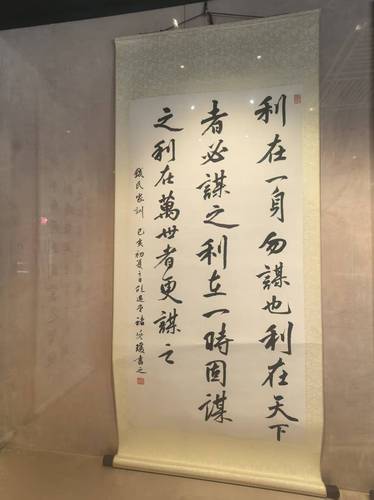 利在一身勿謀也利在天下
者必謀之利在一時固謀
之利在萬世者更謀之
錢氏家訓 己亥初夏 書之